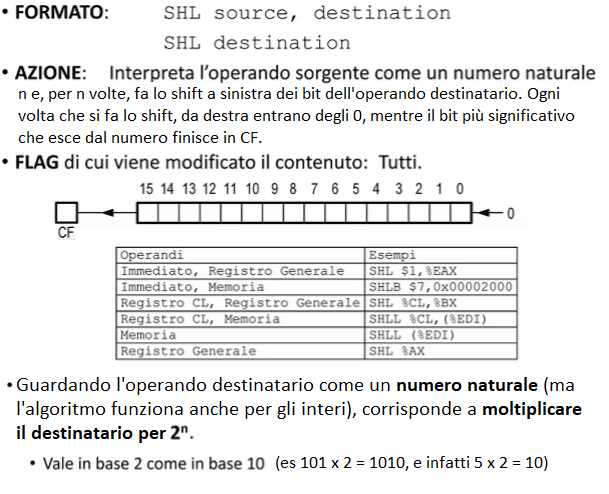 • FORMATO: SHL source, destination
SHL destination
• AZIONE: Interpreta l'operando sorgente come un numero naturale
n e, per n volte, fa lo shift a sinistra dei bit dell'operando destinatario. Ogni
volta che si fa lo shift, da destra entrano degli 0, mentre il bit più significativo
che esce dal numero finisce in CF.
• FLAG di cui viene modificato il contenuto: Tutti.
15 14 13 12 11 10 9 8 7 6 5 4 3 2 1 0
0
CF
Operandi Esempi
Immediato, Registro Generale SHL $1,%EAX
Immediato, Memoria SHLB $7,0x00002000
Registro CL, Registro Generale SHL %CL,%BX
Registro CL, Memoria SHLL %CL,(%EDI)
Memoria SHLL (%EDI)
Registro Generale SHL %AX
• Guardando l'operando destinatario come un numero naturale (ma
l'algoritmo funziona anche per gli interi), corrisponde a moltiplicare
il destinatario per 2ⁿ.
• Vale in base 2 come in base 10 (es 101 x 2 = 1010, e infatti 5 x 2 = 10)